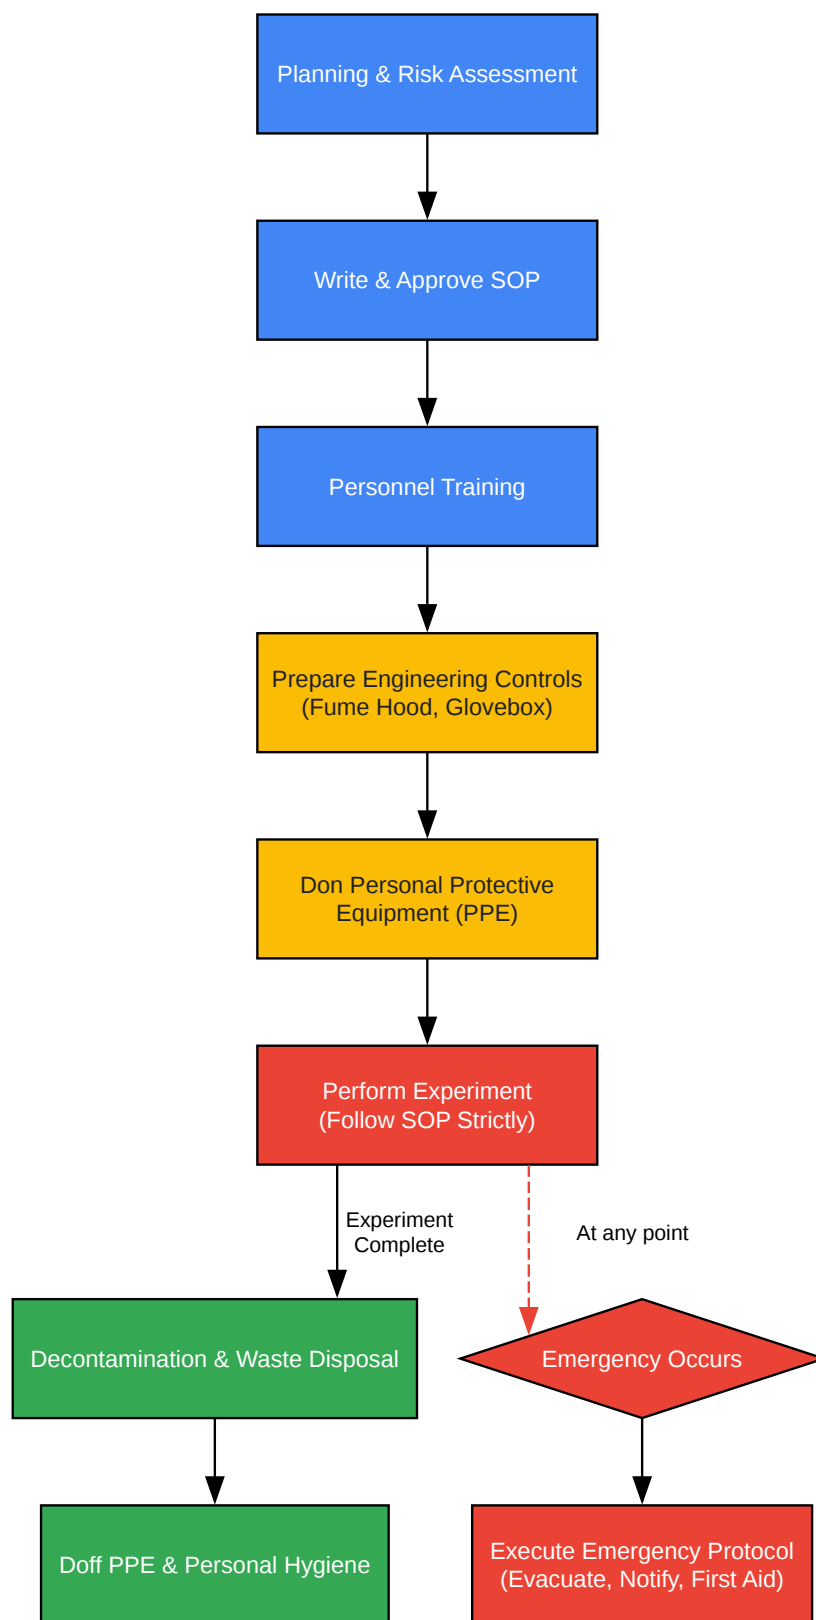 Planning & Risk Assessment
Write & Approve SOP
Personnel Training
Prepare Engineering Controls
(Fume Hood, Glovebox)
Don Personal Protective
Equipment (PPE)
Perform Experiment
(Follow SOP Strictly)
Experiment
Complete
At any point
Decontamination & Waste Disposal
Emergency Occurs
Doff PPE & Personal Hygiene
Execute Emergency Protocol
(Evacuate, Notify, First Aid)